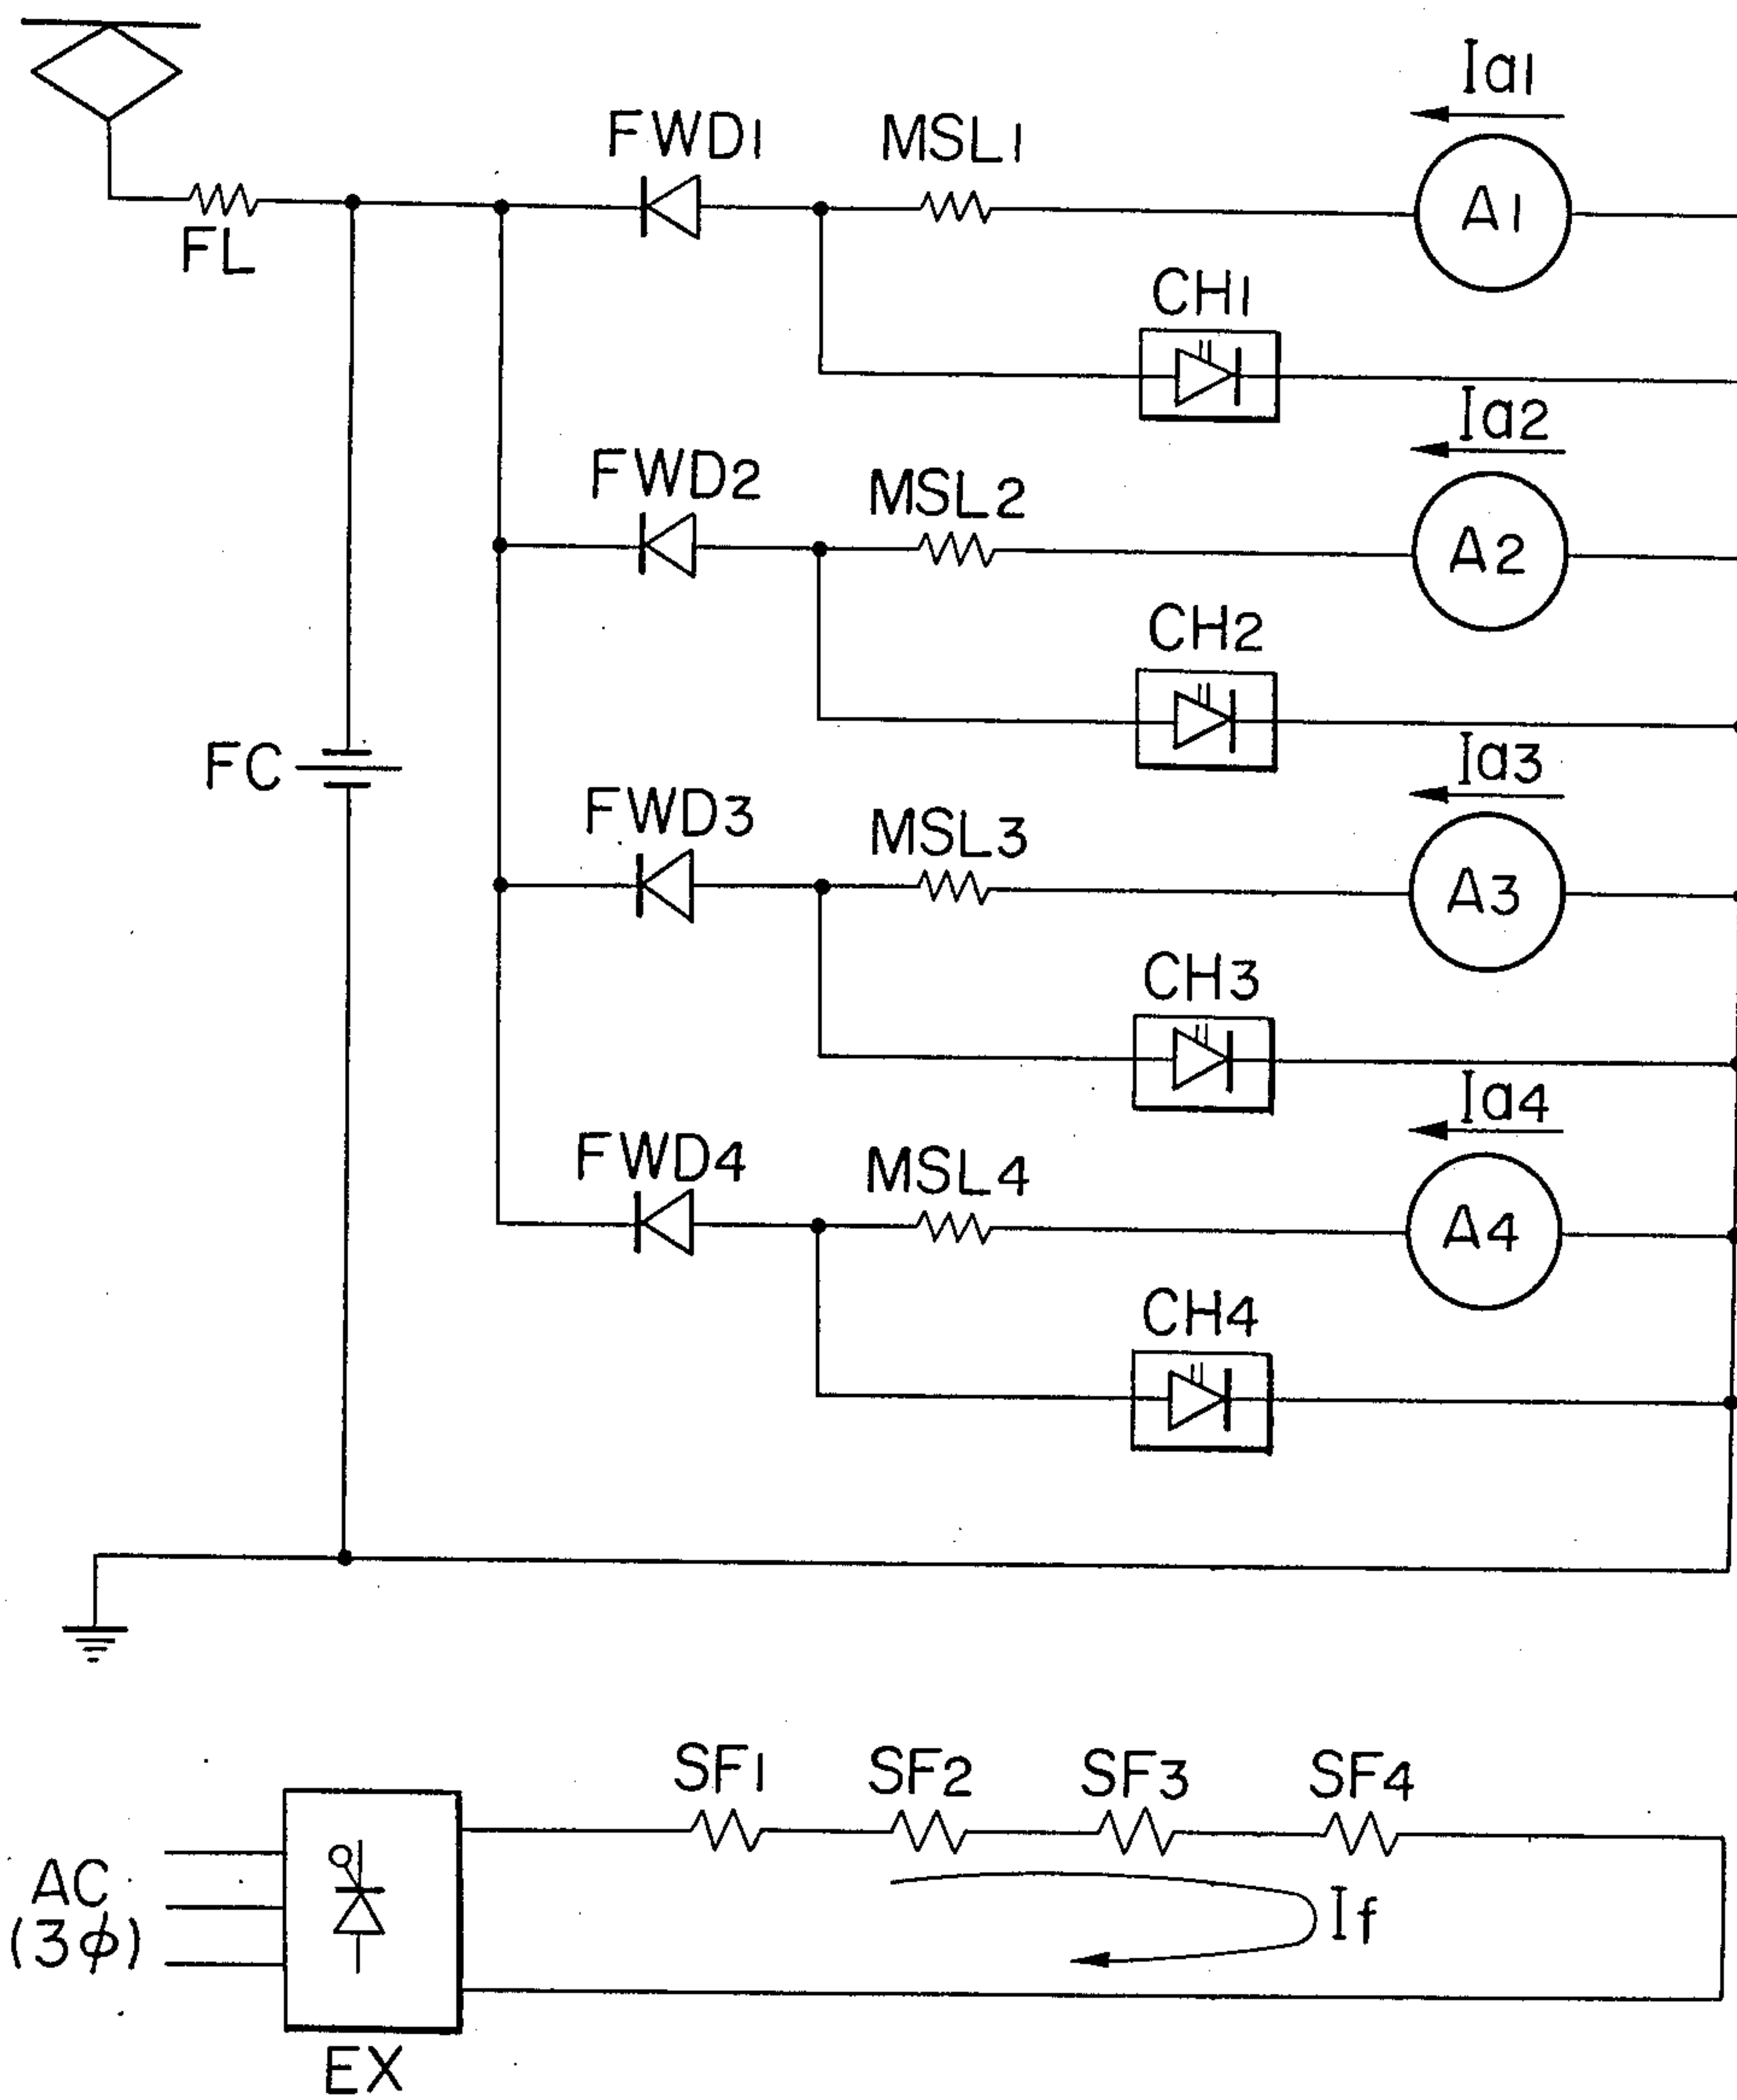 Ia1
FWD1
MSL1
A1
FL
CH1
Ia2
FWD2
MSL2
A2
CH2
Ia3
FC
FWD3
MSL3
A3
CH3
Ia4
FWD4
MSL4
A4
CH4
SF1
SF2
SF3
SF4
AC
(3φ)
If
EX